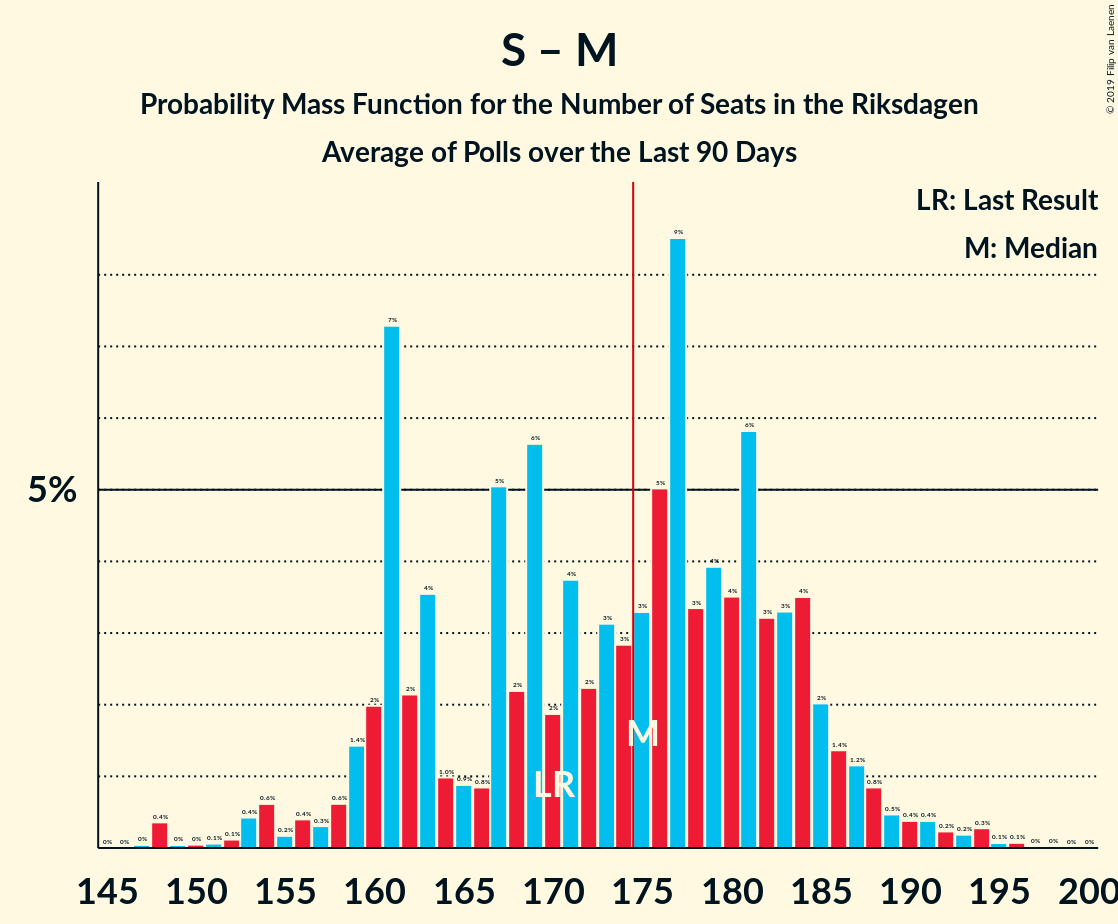 S – M
Probability Mass Function for the Number of Seats in the Riksdagen
Average of Polls over the Last 90 Days
© 2019 Filip van Laenen
LR: Last Result
M: Median
5%
0% 0% 0% 0.4% 0% 0% 0.1% 0.1% 0.4% 0.6% 0.2% 0.4% 0.3% 0.6% 1.4% 2% 7% 2% 4% 1.0% 0.9% 0.8% 5% 2% 6% 2% 4% 2% 3% 3% 3% 5% 9% 3% 4% 4% 6% 3% 3% 4% 2% 1.4% 1.2% 0.8% 0.5% 0.4% 0.4% 0.2% 0.2% 0.3% 0.1% 0.1% 0% 0% 0% 0%
M
LR
145 150 155 160 165 170 175 180 185 190 195 200